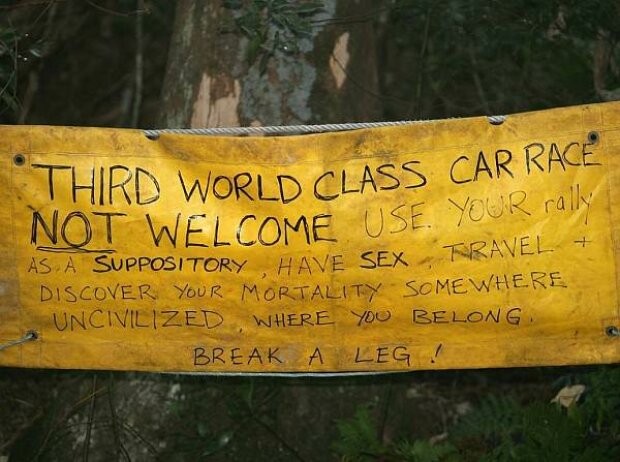 THIRD WORLD CLASS CAR RACE
NOT WELCOME USE YOUR rally
AS A SUPPOSITORY, HAVE SEX, TRAVEL +
DISCOVER YOUR MORTALITY SOMEWHERE
UNCIVILIZED, WHERE YOU BELONG.
BREAK A LEG!